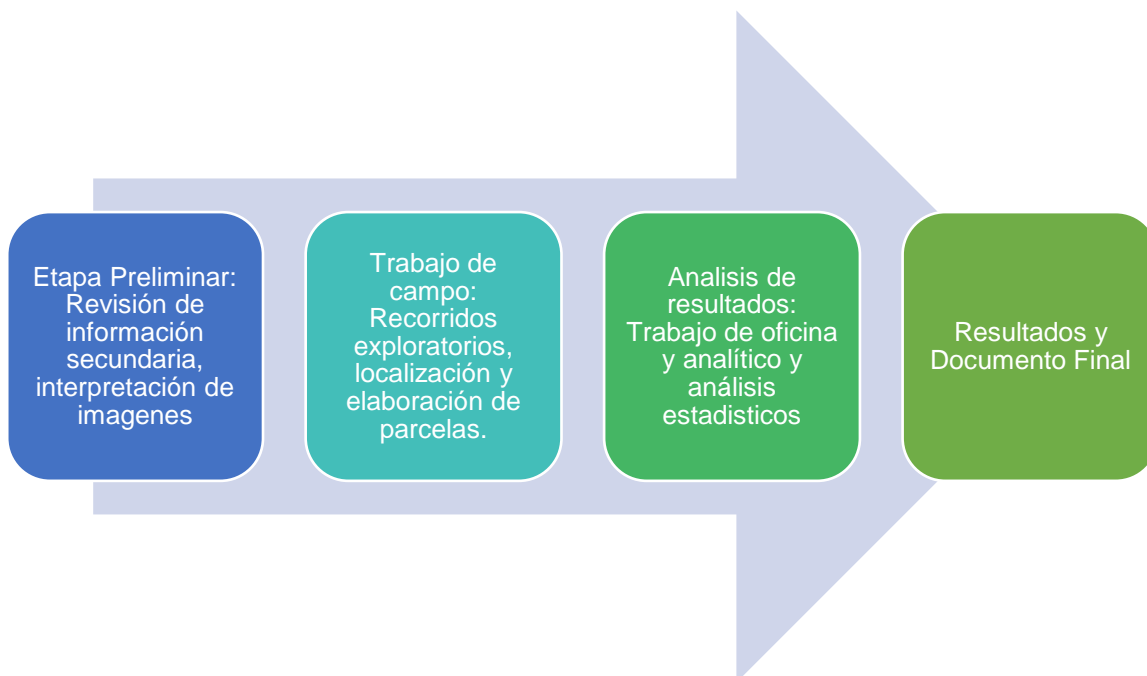 Etapa Preliminar:
Revisión de
información
secundaria,
interpretación de
imagenes
Trabajo de
campo:
Recorridos
exploratorios,
localización y
elaboración de
parcelas.
Analisis de
resultados:
Trabajo de oficina
y analítico y
análisis
estadisticos
Resultados y
Documento Final